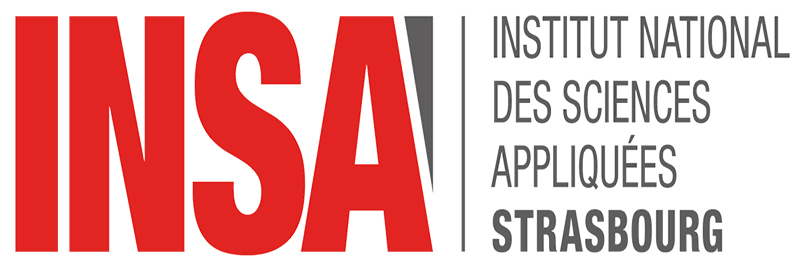 INSA
INSTITUT NATIONAL
DES SCIENCES
APPLIQUÉES
STRASBOURG